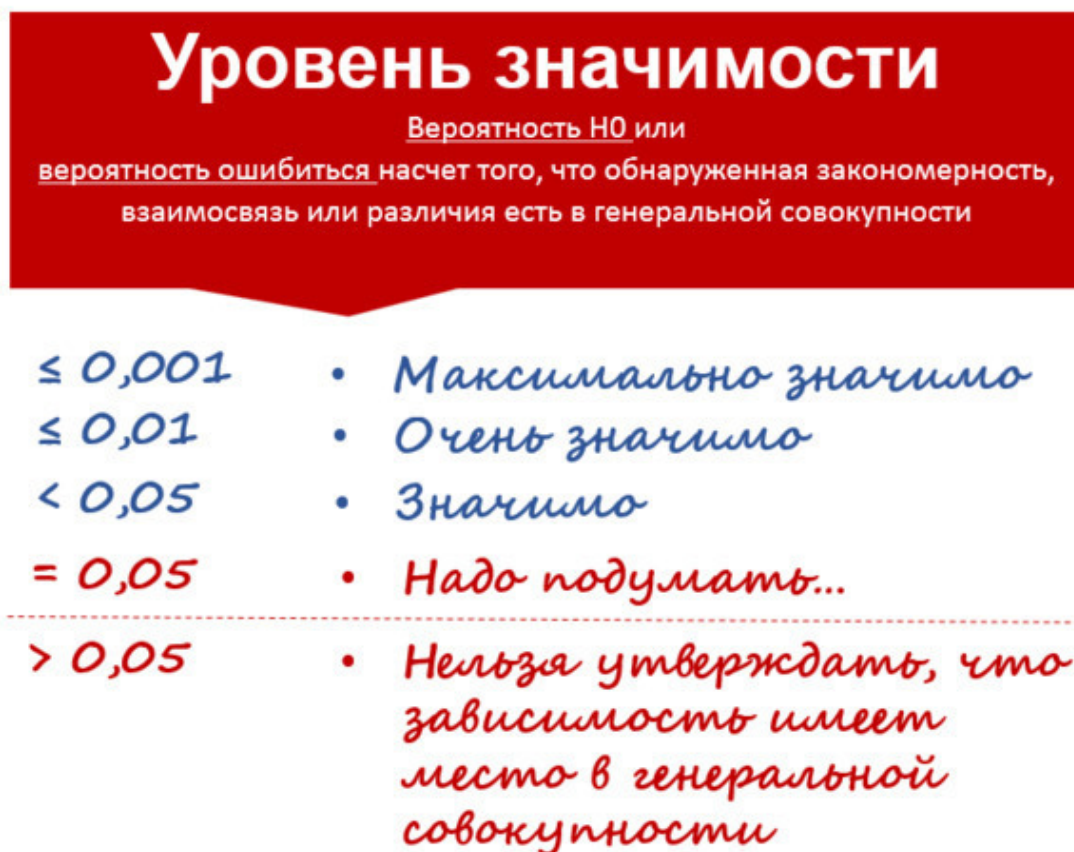 Уровень значимости
Вероятность H0 или
вероятность ошибиться насчет того, что обнаруженная закономерность,
взаимосвязь или различия есть в генеральной совокупности
≤ 0,001 • Максимально значимо
≤ 0,01 • Очень значимо
< 0,05 • Значимо
= 0,05 • Надо подумать...
> 0,05 • Нельзя утверждать, что
зависимость имеет
место в генеральной
совокупности